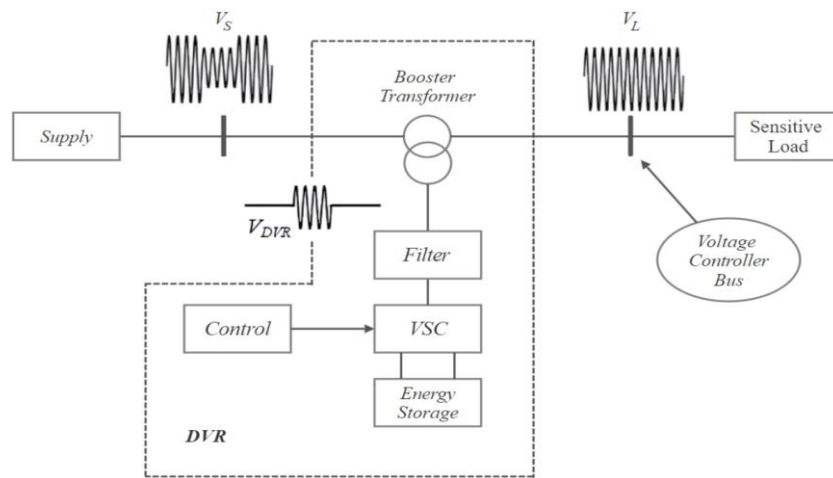 V_S
V_L
Booster
Transformer
Supply
Sensitive
Load
V_DVR
Filter
Voltage
Controller
Bus
Control
VSC
Energy
Storage
DVR